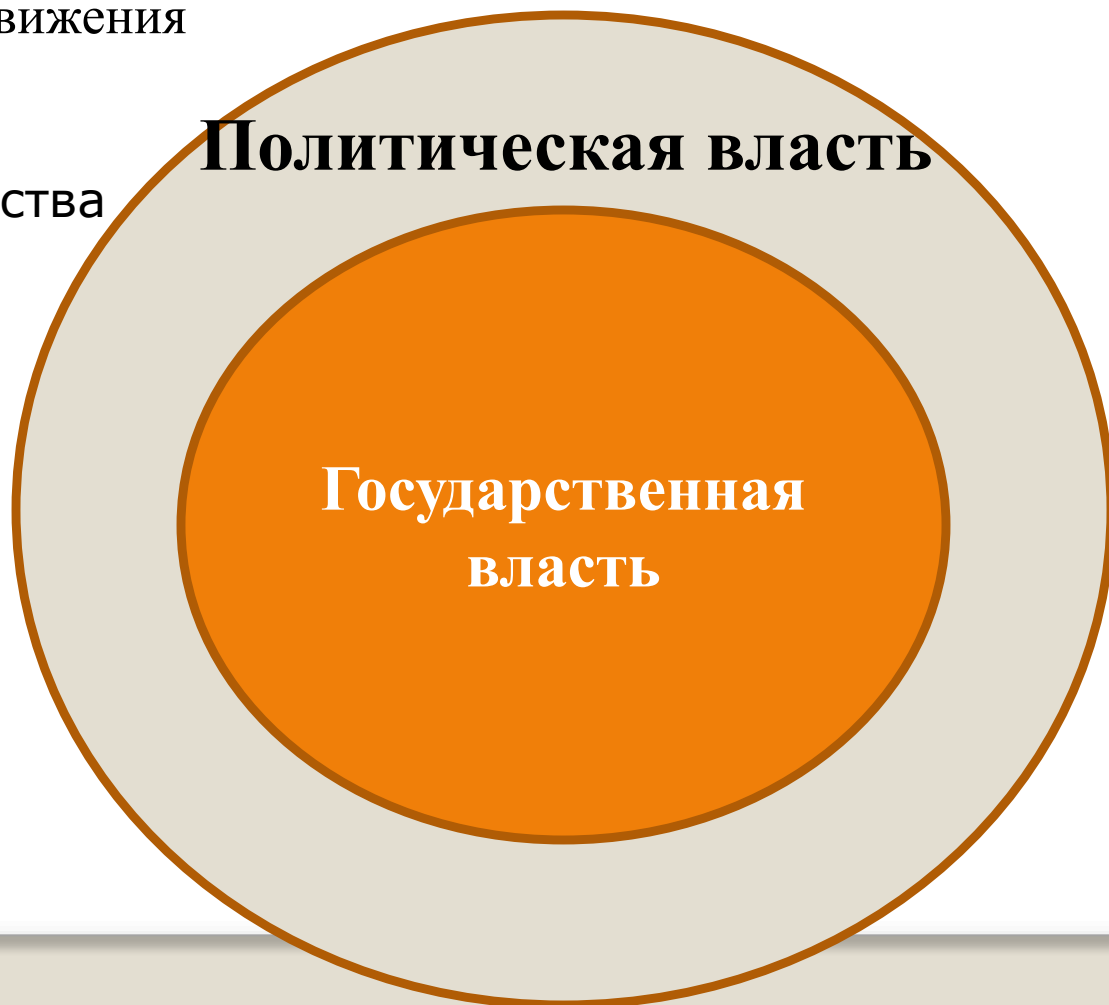 вижения
Политическая власть
ства
Государственная
власть